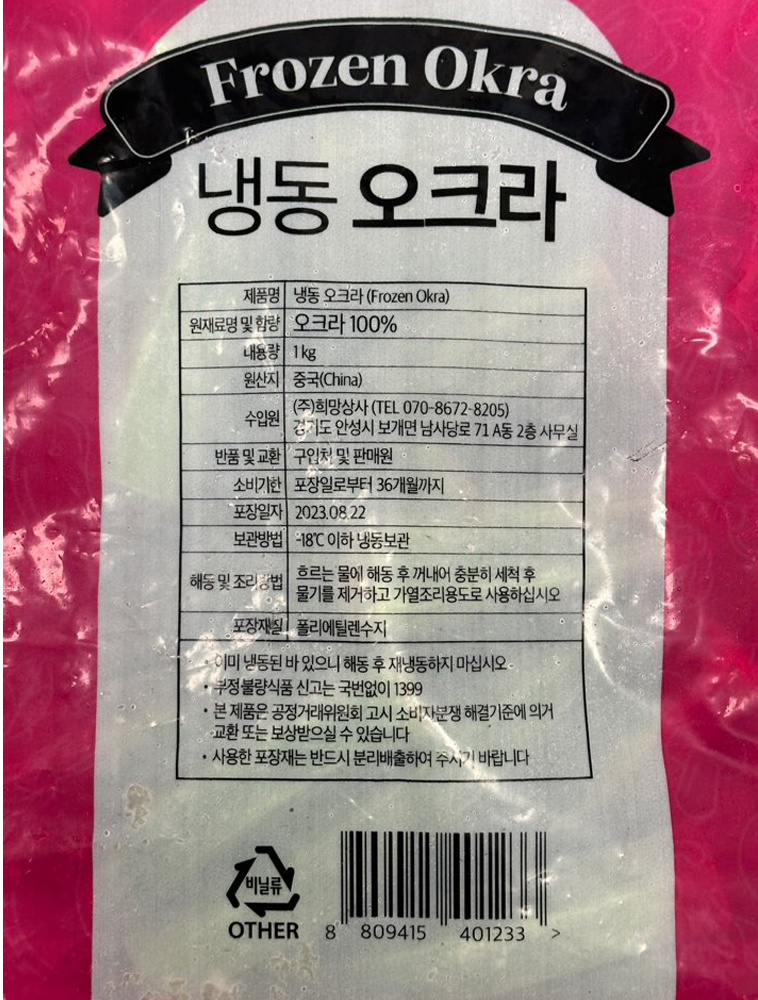 Frozen Okra
냉동 오크라
제품명 냉동 오크라 (Frozen Okra)
원재료명 및 함량 오크라 100%
내용량 1 kg
원산지 중국(China)
수입원 (주)희망상사 (TEL 070-8672-8205)
경기도 안성시 보개면 남사당로 71 A동 2층 사무실
반품 및 교환 구입처 및 판매원
소비기한 포장일로부터 36개월까지
포장일자 2023.08.22
보관방법 -18℃ 이하 냉동보관
해동 및 조리방법 흐르는 물에 해동 후 꺼내어 충분히 세척 후
물기를 제거하고 가열조리용도로 사용하십시오
포장재질 폴리에틸렌수지
• 이미 냉동된 바 있으니 해동 후 재냉동하지 마십시오
• 부정불량식품 신고는 국번없이 1399
• 본 제품은 공정거래위원회 고시 소비자분쟁 해결기준에 의거
교환 또는 보상받으실 수 있습니다
• 사용한 포장재는 반드시 분리배출하여 주시기 바랍니다
비닐류
OTHER
8 809415 401233 >